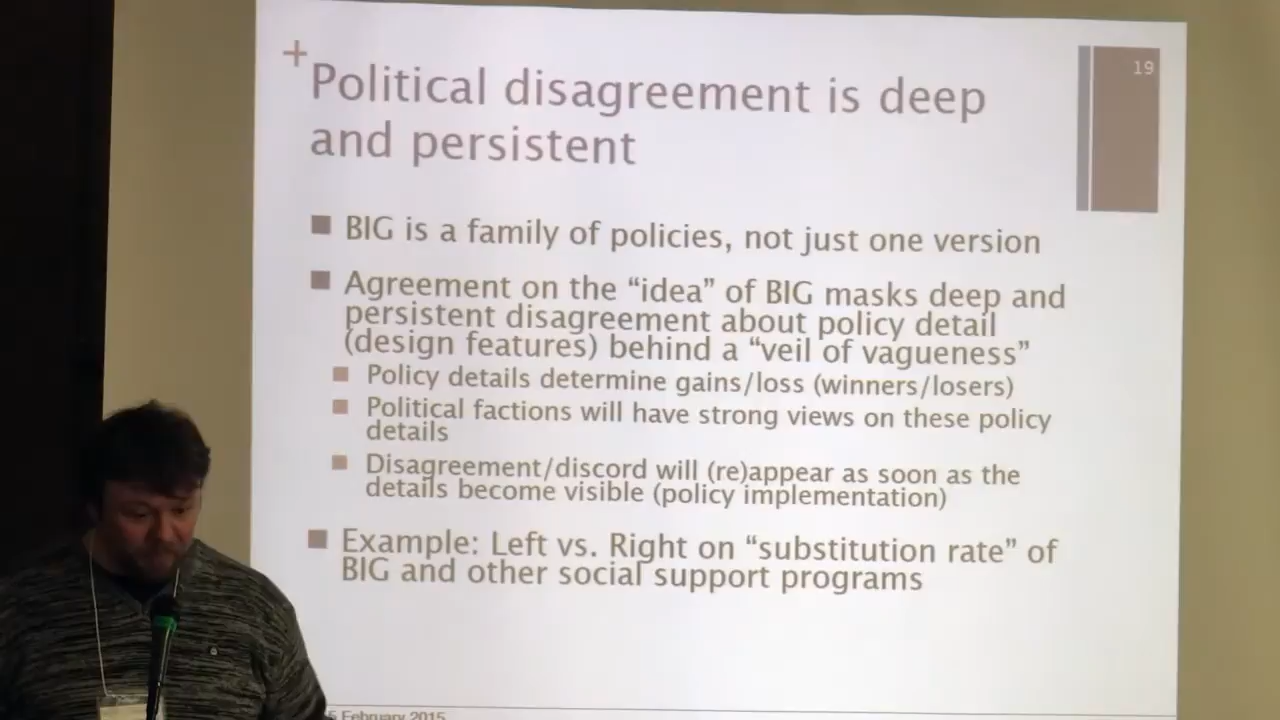 19
+
Political disagreement is deep
and persistent
BIG is a family of policies, not just one version
Agreement on the “idea” of BIG masks deep and
persistent disagreement about policy detail
(design features) behind a “veil of vagueness”
Policy details determine gains/loss (winners/losers)
Political factions will have strong views on these policy
details
Disagreement/discord will (re)appear as soon as the
details become visible (policy implementation)
Example: Left vs. Right on “substitution rate” of
BIG and other social support programs
February 2015